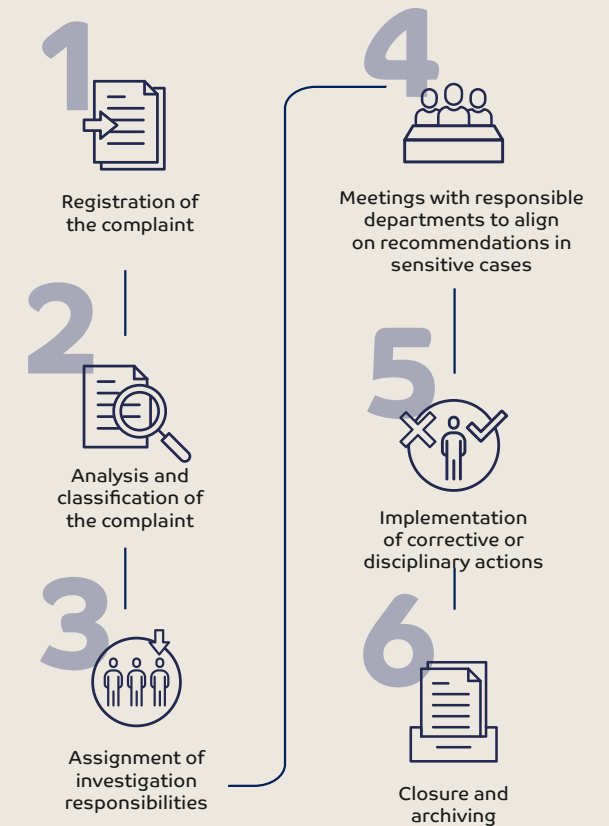 1
Registration of
the complaint
2
Analysis and
classification of
the complaint
3
Assignment of
investigation
responsibilities
4
Meetings with responsible
departments to align
on recommendations in
sensitive cases
5
Implementation
of corrective or
disciplinary actions
6
Closure and
archiving